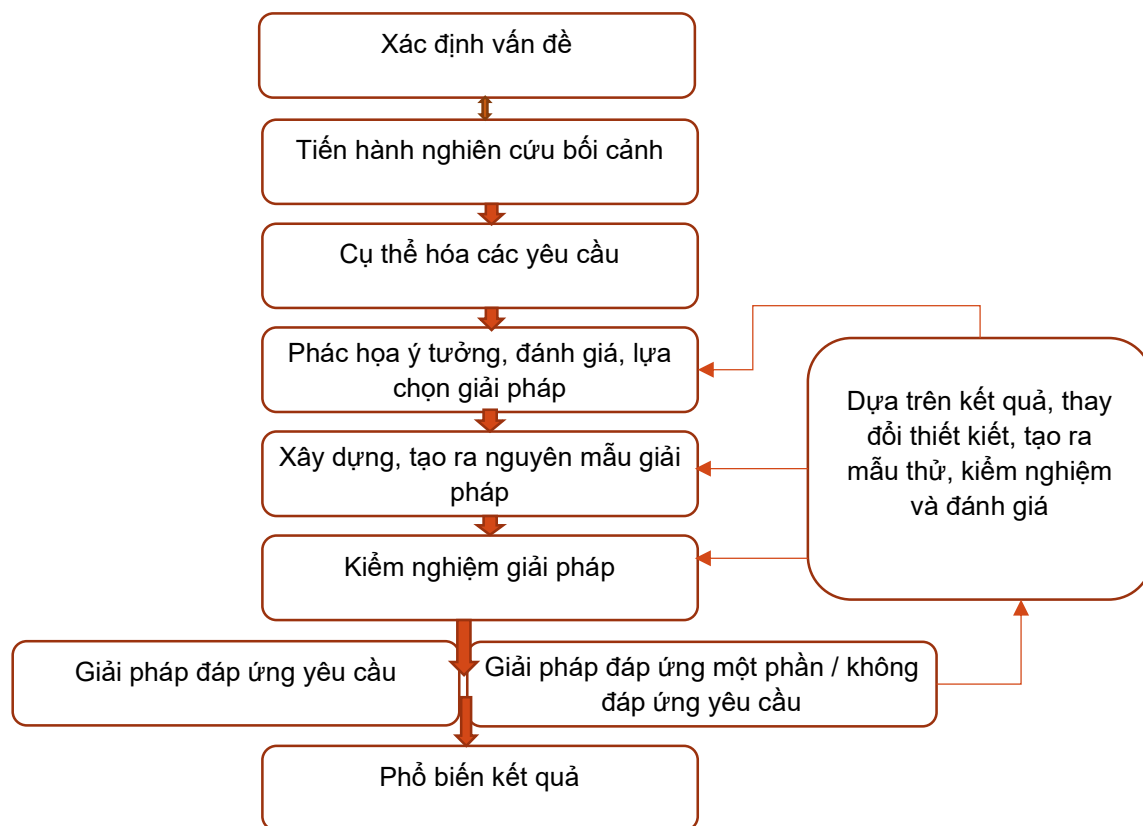 Xác định vấn đề
Tiến hành nghiên cứu bối cảnh
Cụ thể hóa các yêu cầu
Phác họa ý tưởng, đánh giá, lựa
chọn giải pháp
Xây dựng, tạo ra nguyên mẫu giải
pháp
Kiểm nghiệm giải pháp
Dựa trên kết quả, thay
đổi thiết kiết, tạo ra
mẫu thử, kiểm nghiệm
và đánh giá
Giải pháp đáp ứng yêu cầu
Giải pháp đáp ứng một phần / không
đáp ứng yêu cầu
Phổ biến kết quả